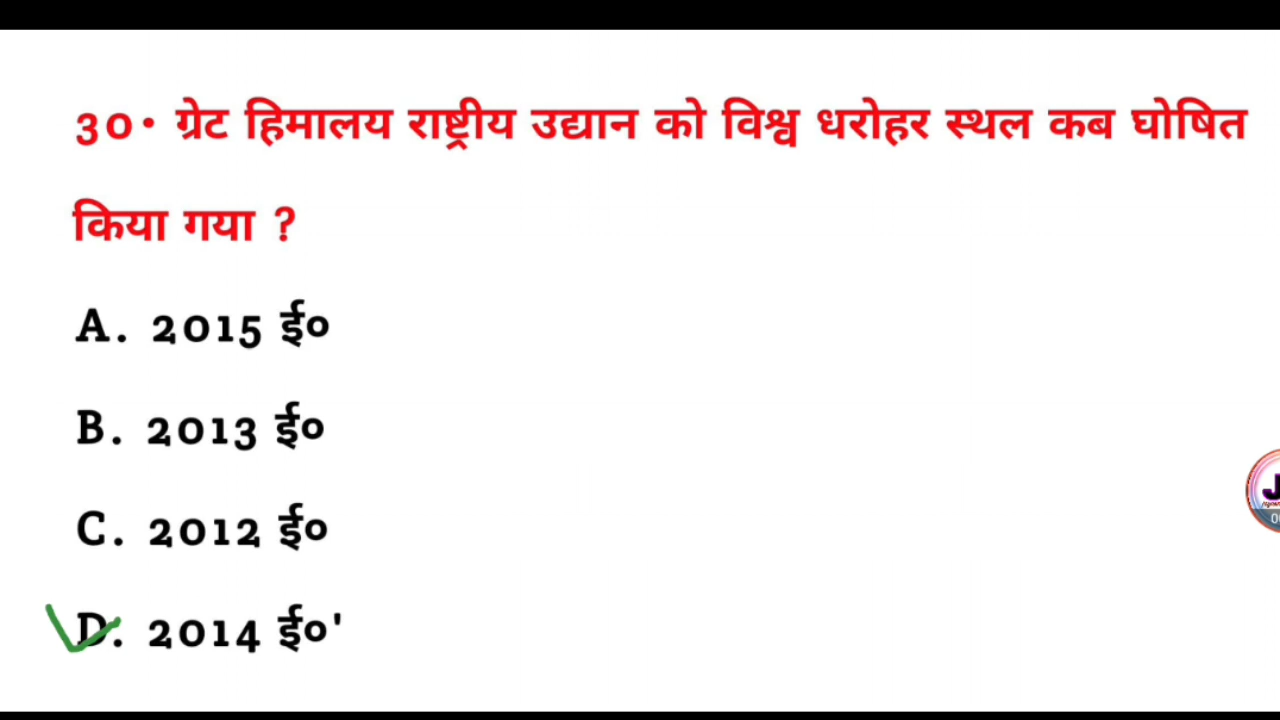 30• ग्रेट हिमालय राष्ट्रीय उद्यान को विश्व धरोहर स्थल कब घोषित
किया गया ?
A. 2015 ई०
B. 2013 ई०
C. 2012 ई०
D. 2014 ई०'